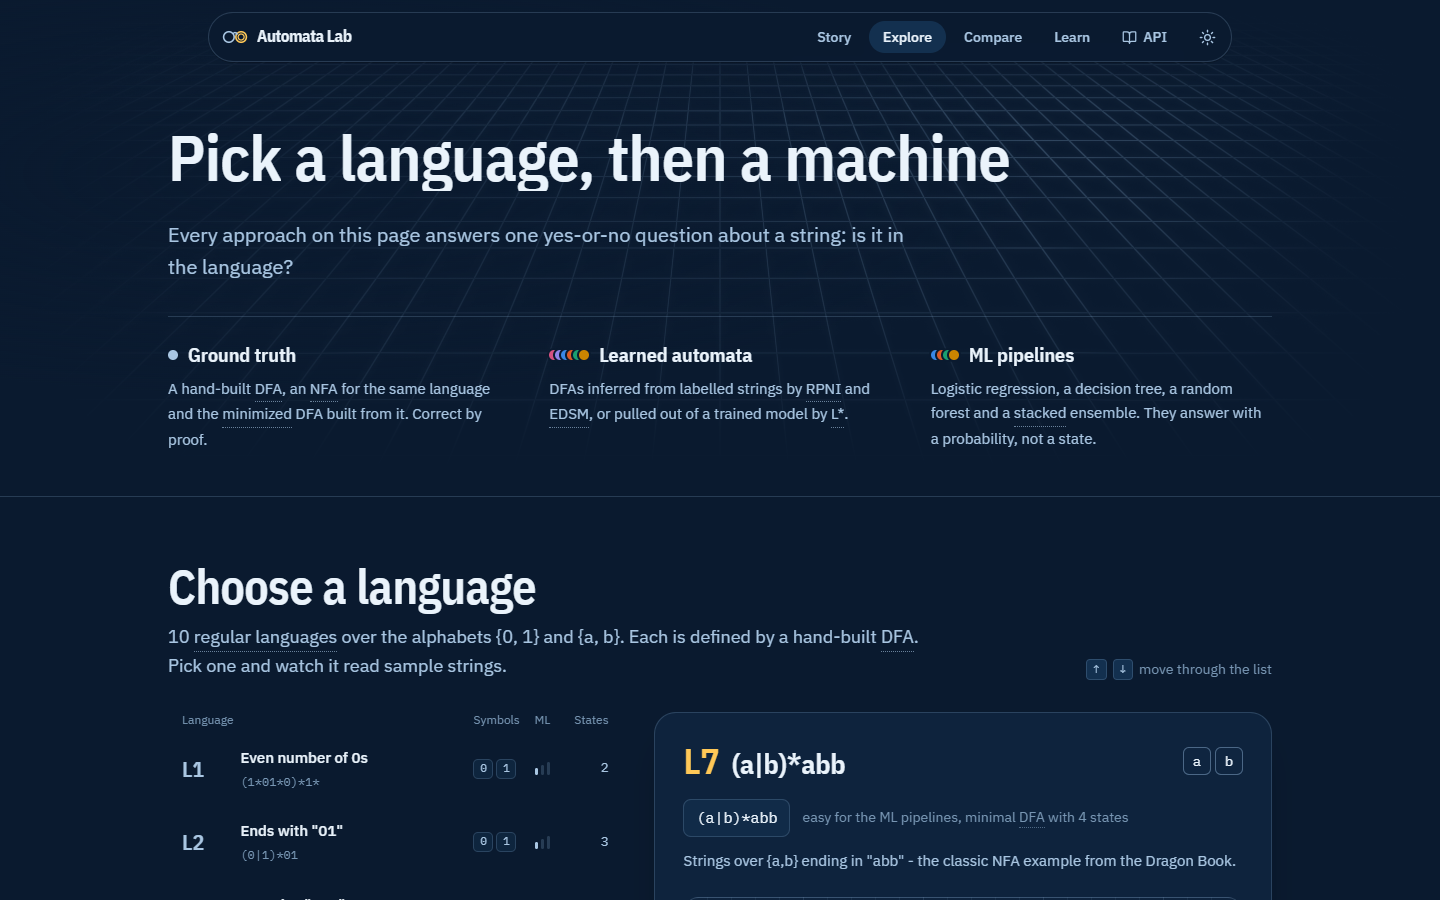 Automata Lab
Story Explore Compare Learn API
Pick a language, then a machine
Every approach on this page answers one yes-or-no question about a string: is it in
the language?
Ground truth
A hand-built DFA, an NFA for the same language
and the minimized DFA built from it. Correct by
proof.
Learned automata
DFAs inferred from labelled strings by RPNI and
EDSM, or pulled out of a trained model by L*.
ML pipelines
Logistic regression, a decision tree, a random
forest and a stacked ensemble. They answer with
a probability, not a state.
Choose a language
10 regular languages over the alphabets {0, 1} and {a, b}. Each is defined by a hand-built DFA.
Pick one and watch it read sample strings.
↑ ↓ move through the list
Language Symbols ML States
L1 Even number of 0s 0 1 2
(1*01*0)*1*
L2 Ends with "01" 0 1 3
(0|1)*01
L7 (a|b)*abb a b
(a|b)*abb easy for the ML pipelines, minimal DFA with 4 states
Strings over {a,b} ending in "abb" - the classic NFA example from the Dragon Book.